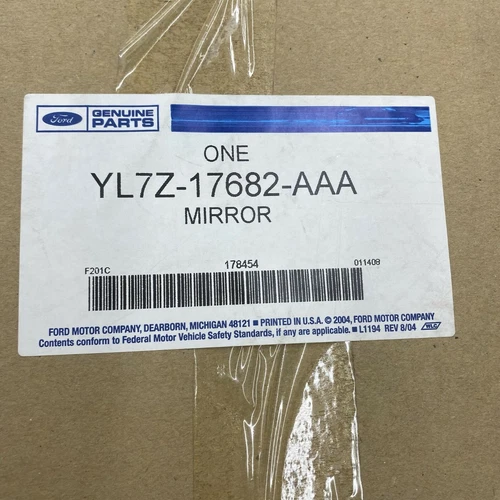 Ford GENUINE PARTS
ONE
YL7Z-17682-AAA
MIRROR
F201C 178454 011409
FORD MOTOR COMPANY, DEARBORN, MICHIGAN 48121 ■ PRINTED IN U.S.A. © 2004, FORD MOTOR COMPANY
Contents conform to Federal Motor Vehicle Safety Standards, if any are applicable. ■ L1194 REV 8/04 WLC